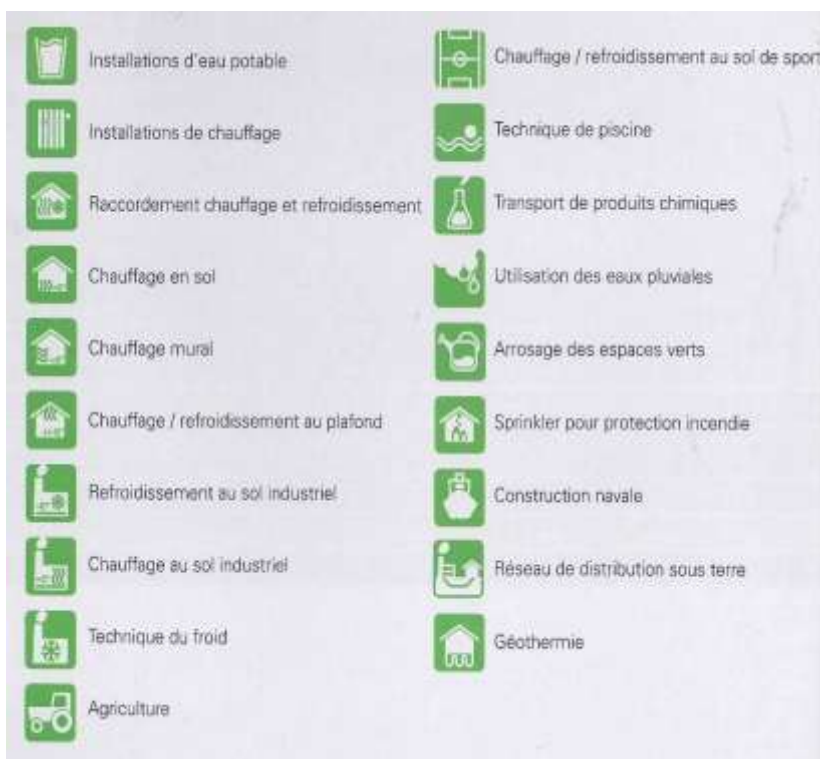 Installations d'eau potable
Installations de chauffage
Raccordement chauffage et refroidissement
Chauffage en sol
Chauffage mural
Chauffage / refroidissement au plafond
Refroidissement au sol industriel
Chauffage au sol industriel
Technique du froid
Agriculture
Chauffage / refroidissement au sol de sport
Technique de piscine
Transport de produits chimiques
Utilisation des eaux pluviales
Arrosage des espaces verts
Sprinkler pour protection incendie
Construction navale
Réseau de distribution sous terre
Géothermie